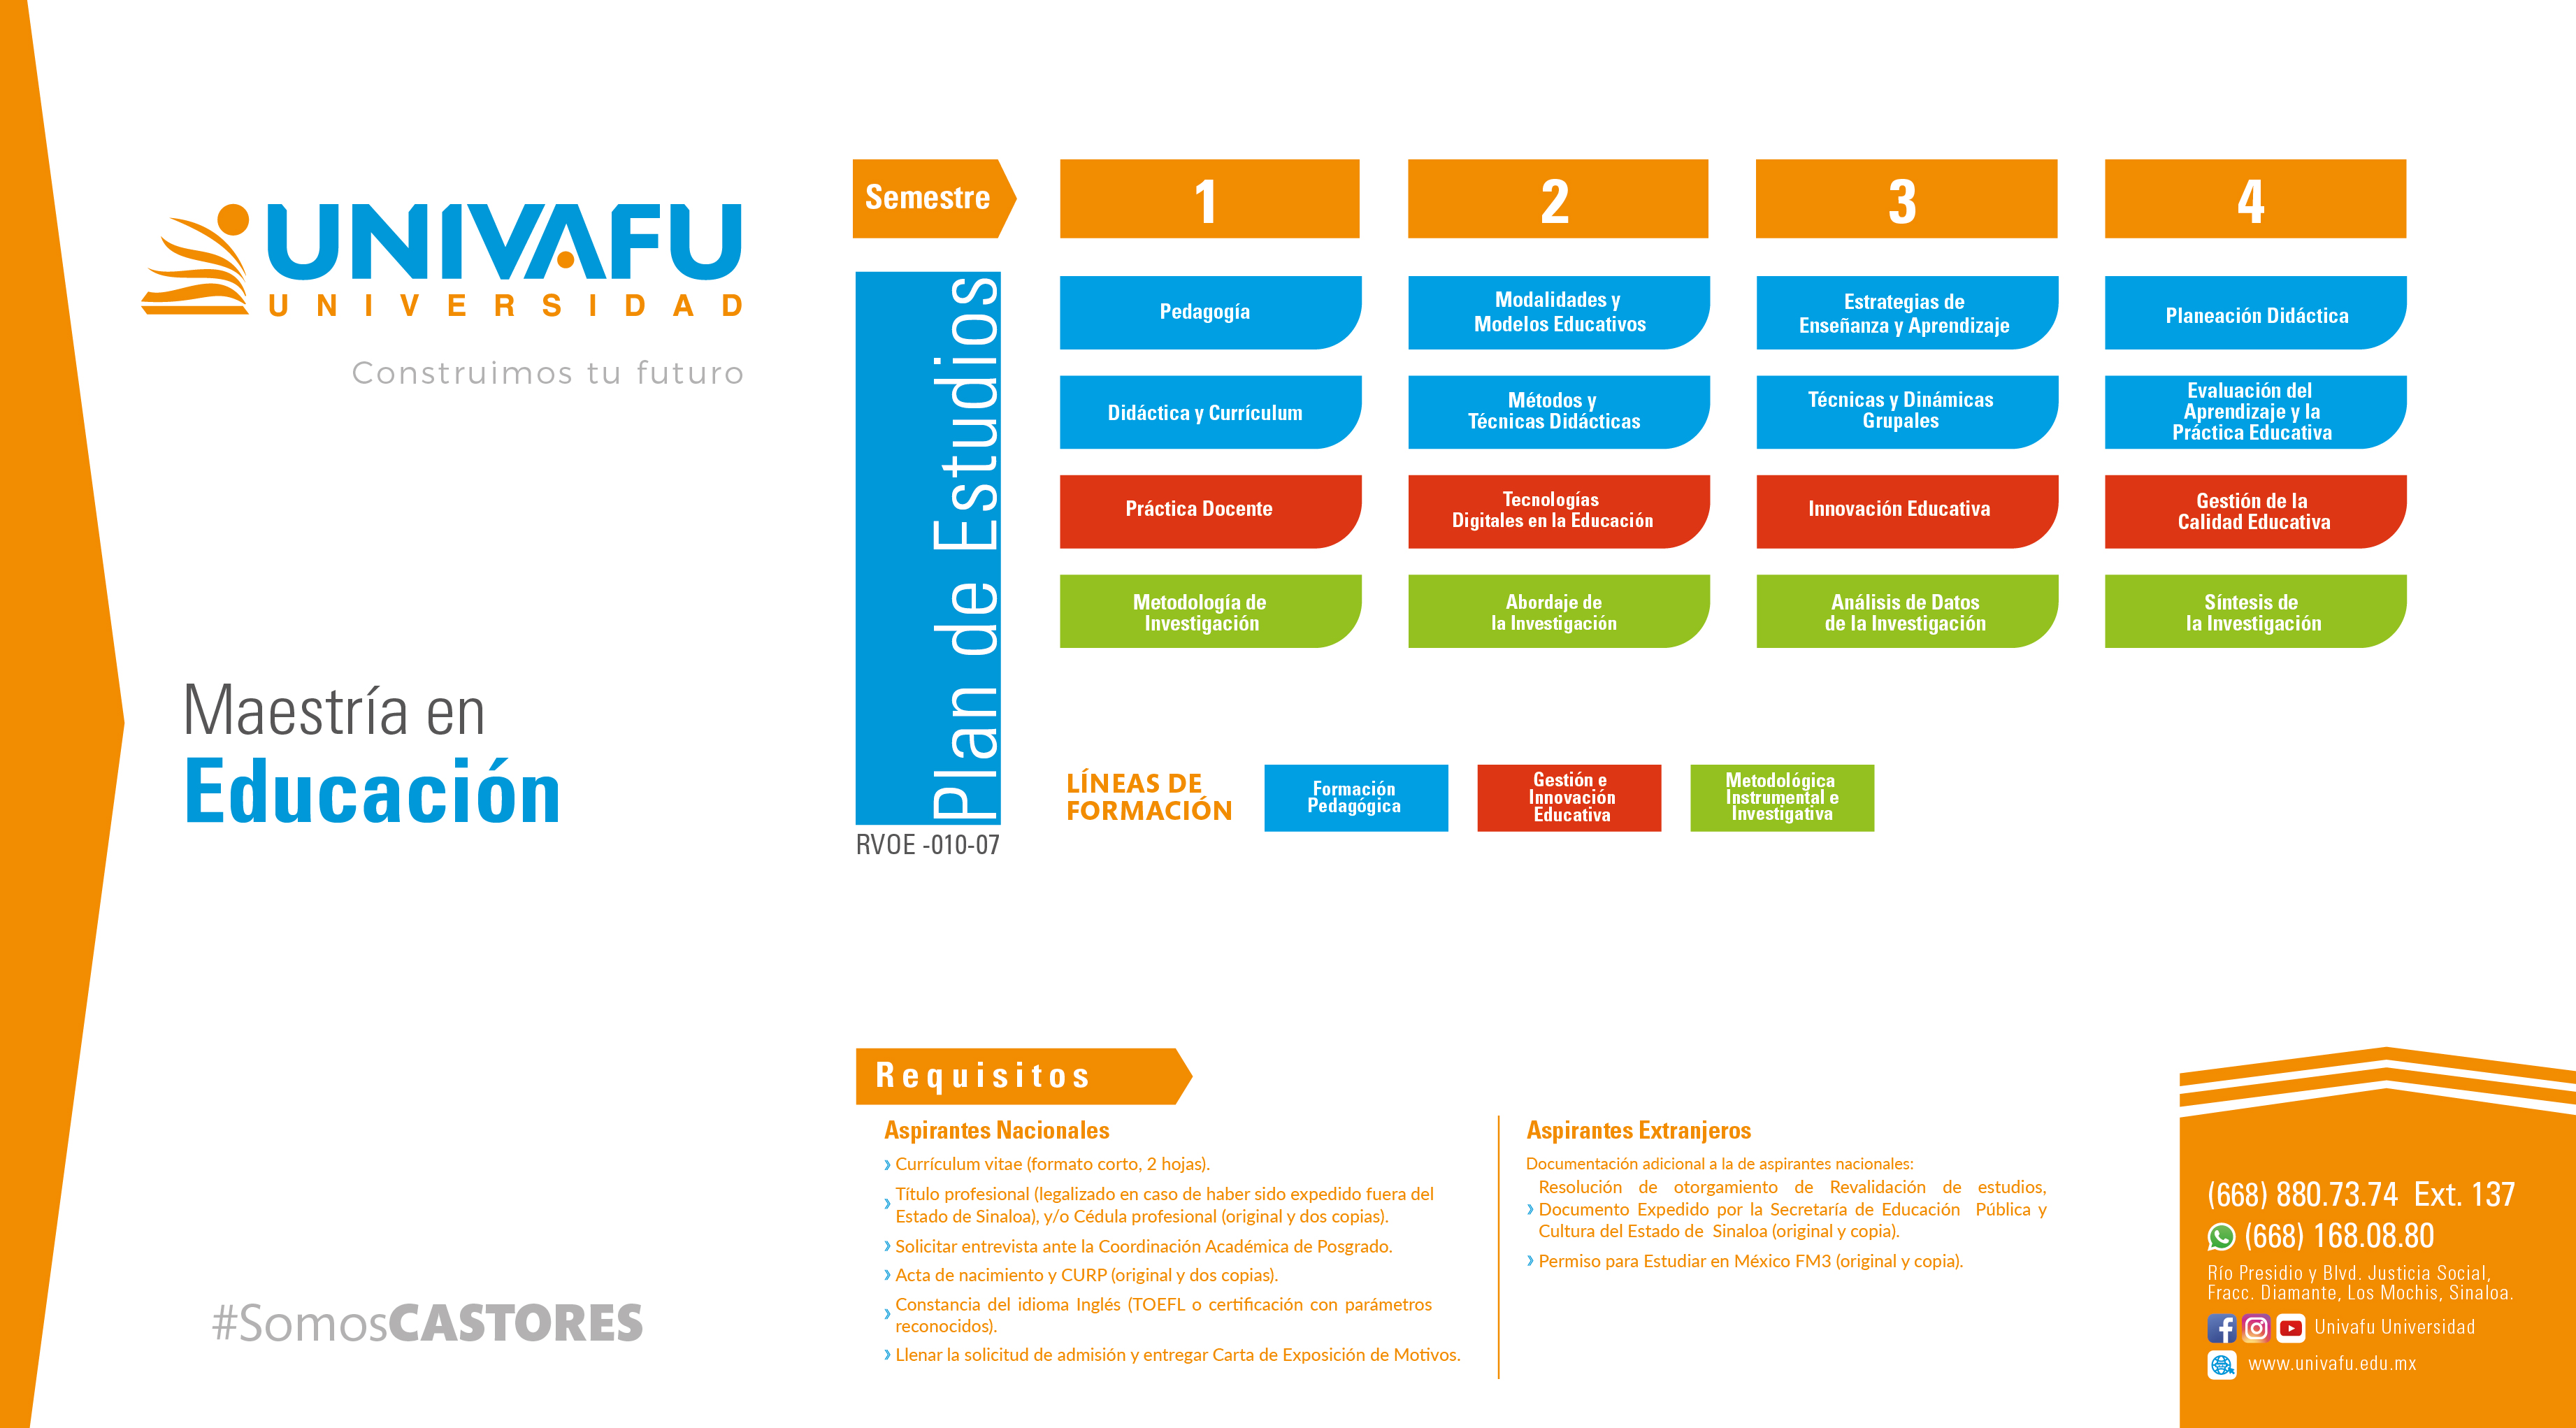 UNIVAFU
UNIVERSIDAD
Construimos tu futuro
Maestría en
Educación
#SomosCASTORES
Semestre
1
2
3
4
Plan de Estudios
RVOE -010-07
Pedagogía
Modalidades y
Modelos Educativos
Estrategias de
Enseñanza y Aprendizaje
Planeación Didáctica
Didáctica y Currículum
Métodos y
Técnicas Didácticas
Técnicas y Dinámicas
Grupales
Evaluación del
Aprendizaje y la
Práctica Educativa
Práctica Docente
Tecnologías
Digitales en la Educación
Innovación Educativa
Gestión de la
Calidad Educativa
Metodología de
Investigación
Abordaje de
la Investigación
Análisis de Datos
de la Investigación
Síntesis de
la Investigación
LÍNEAS DE
FORMACIÓN
Formación
Pedagógica
Gestión e
Innovación
Educativa
Metodológica
Instrumental e
Investigativa
Requisitos
Aspirantes Nacionales
Currículum vitae (formato corto, 2 hojas).
Título profesional (legalizado en caso de haber sido expedido fuera del
Estado de Sinaloa), y/o Cédula profesional (original y dos copias).
Solicitar entrevista ante la Coordinación Académica de Posgrado.
Acta de nacimiento y CURP (original y dos copias).
Constancia del idioma Inglés (TOEFL o certificación con parámetros
reconocidos).
Llenar la solicitud de admisión y entregar Carta de Exposición de Motivos.
Aspirantes Extranjeros
Documentación adicional a la de aspirantes nacionales:
Resolución de otorgamiento de Revalidación de estudios,
Documento Expedido por la Secretaría de Educación Pública y
Cultura del Estado de Sinaloa (original y copia).
Permiso para Estudiar en México FM3 (original y copia).
(668) 880.73.74 Ext. 137
(668) 168.08.80
Río Presidio y Blvd. Justicia Social,
Fracc. Diamante, Los Mochis, Sinaloa.
Univafu Universidad
www.univafu.edu.mx